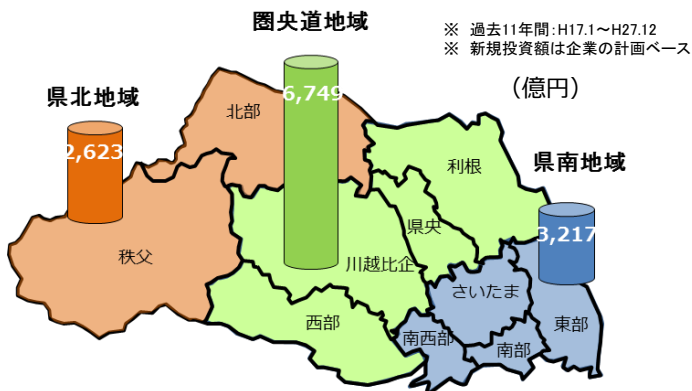 圏央道地域
※ 過去11年間:H17.1～H27.12
※ 新規投資額は企業の計画ベース
(億円)
県北地域
6,749
北部
2,623
利根
県南地域
県央
3,217
秩父
川越比企
さいたま
西部
東部
南西部
南部